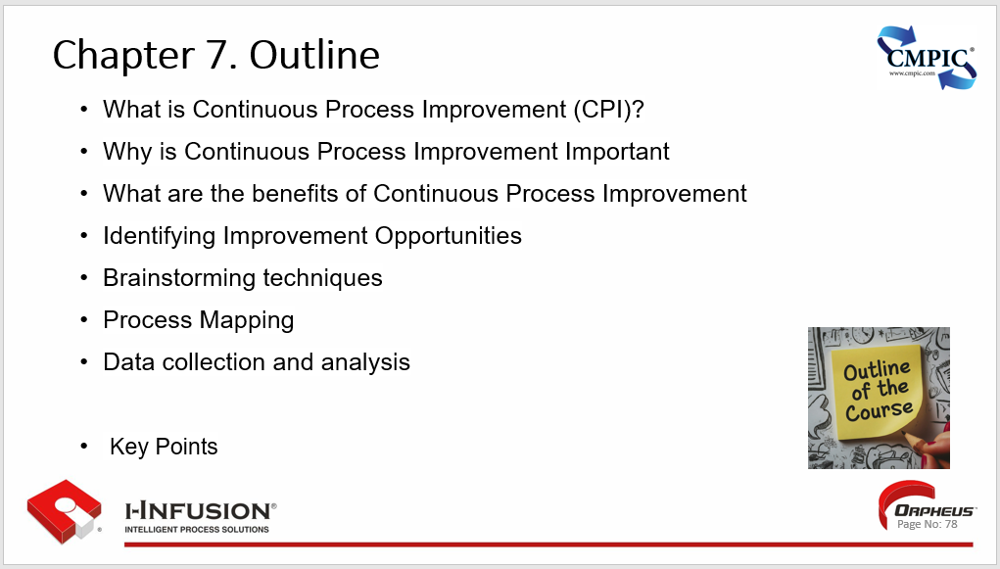 Chapter 7. Outline
CMPIC®
www.cmpic.com
• What is Continuous Process Improvement (CPI)?
• Why is Continuous Process Improvement Important
• What are the benefits of Continuous Process Improvement
• Identifying Improvement Opportunities
• Brainstorming techniques
• Process Mapping
• Data collection and analysis
• Key Points
Outline
of the
Course
I-INFUSION®
INTELLIGENT PROCESS SOLUTIONS
ORPHEUS™
Page No: 78